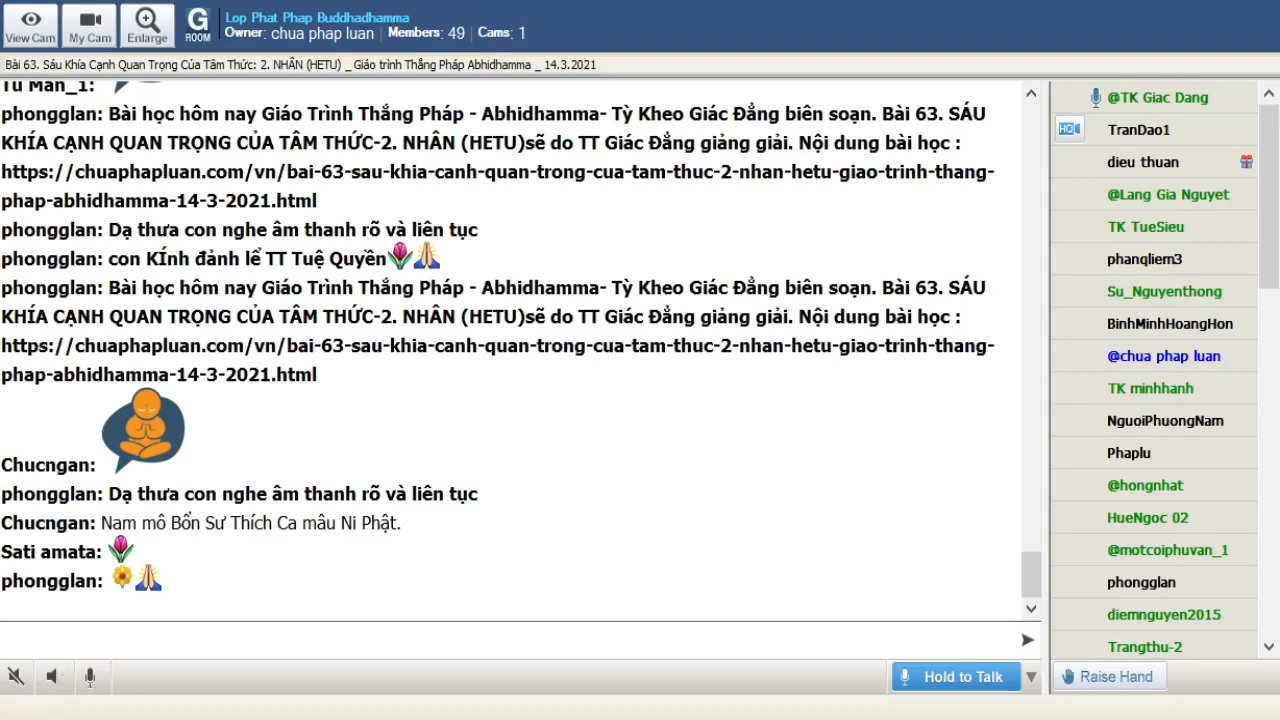 View Cam
My Cam
Enlarge
G
ROOM
Lop Phat Phap Buddhadhamma
Owner: chua phap luan Members: 49 Cams: 1
Bài 63. Sáu Khía Cạnh Quan Trọng Của Tâm Thức: 2. NHÂN (HETU) _ Giáo trình Thắng Pháp Abhidhamma _ 14.3.2021
Tu Man_1:
phongglan: Bài học hôm nay Giáo Trình Thắng Pháp - Abhidhamma- Tỳ Kheo Giác Đẳng biên soạn. Bài 63. SÁU
KHÍA CẠNH QUAN TRỌNG CỦA TÂM THỨC-2. NHÂN (HETU)sẽ do TT Giác Đẳng giảng giải. Nội dung bài học :
https://chuaphapluan.com/vn/bai-63-sau-khia-canh-quan-trong-cua-tam-thuc-2-nhan-hetu-giao-trinh-thang-
phap-abhidhamma-14-3-2021.html
phongglan: Dạ thưa con nghe âm thanh rõ và liên tục
phongglan: con KÍnh đảnh lể TT Tuệ Quyền
phongglan: Bài học hôm nay Giáo Trình Thắng Pháp - Abhidhamma- Tỳ Kheo Giác Đẳng biên soạn. Bài 63. SÁU
KHÍA CẠNH QUAN TRỌNG CỦA TÂM THỨC-2. NHÂN (HETU)sẽ do TT Giác Đẳng giảng giải. Nội dung bài học :
https://chuaphapluan.com/vn/bai-63-sau-khia-canh-quan-trong-cua-tam-thuc-2-nhan-hetu-giao-trinh-thang-
phap-abhidhamma-14-3-2021.html
Chucngan:
phongglan: Dạ thưa con nghe âm thanh rõ và liên tục
Chucngan: Nam mô Bổn Sư Thích Ca mâu Ni Phật.
Sati amata:
phongglan:
@TK Giac Dang
HQ
TranDao1
dieu thuan
@Lang Gia Nguyet
TK TueSieu
phanqliem3
Su_Nguyenthong
BinhMinhHoangHon
@chua phap luan
TK minhhanh
NguoiPhuongNam
Phaplu
@hongnhat
HueNgoc 02
@motcoiphuvan_1
phongglan
diemnguyen2015
Trangthu-2
Hold to Talk
Raise Hand